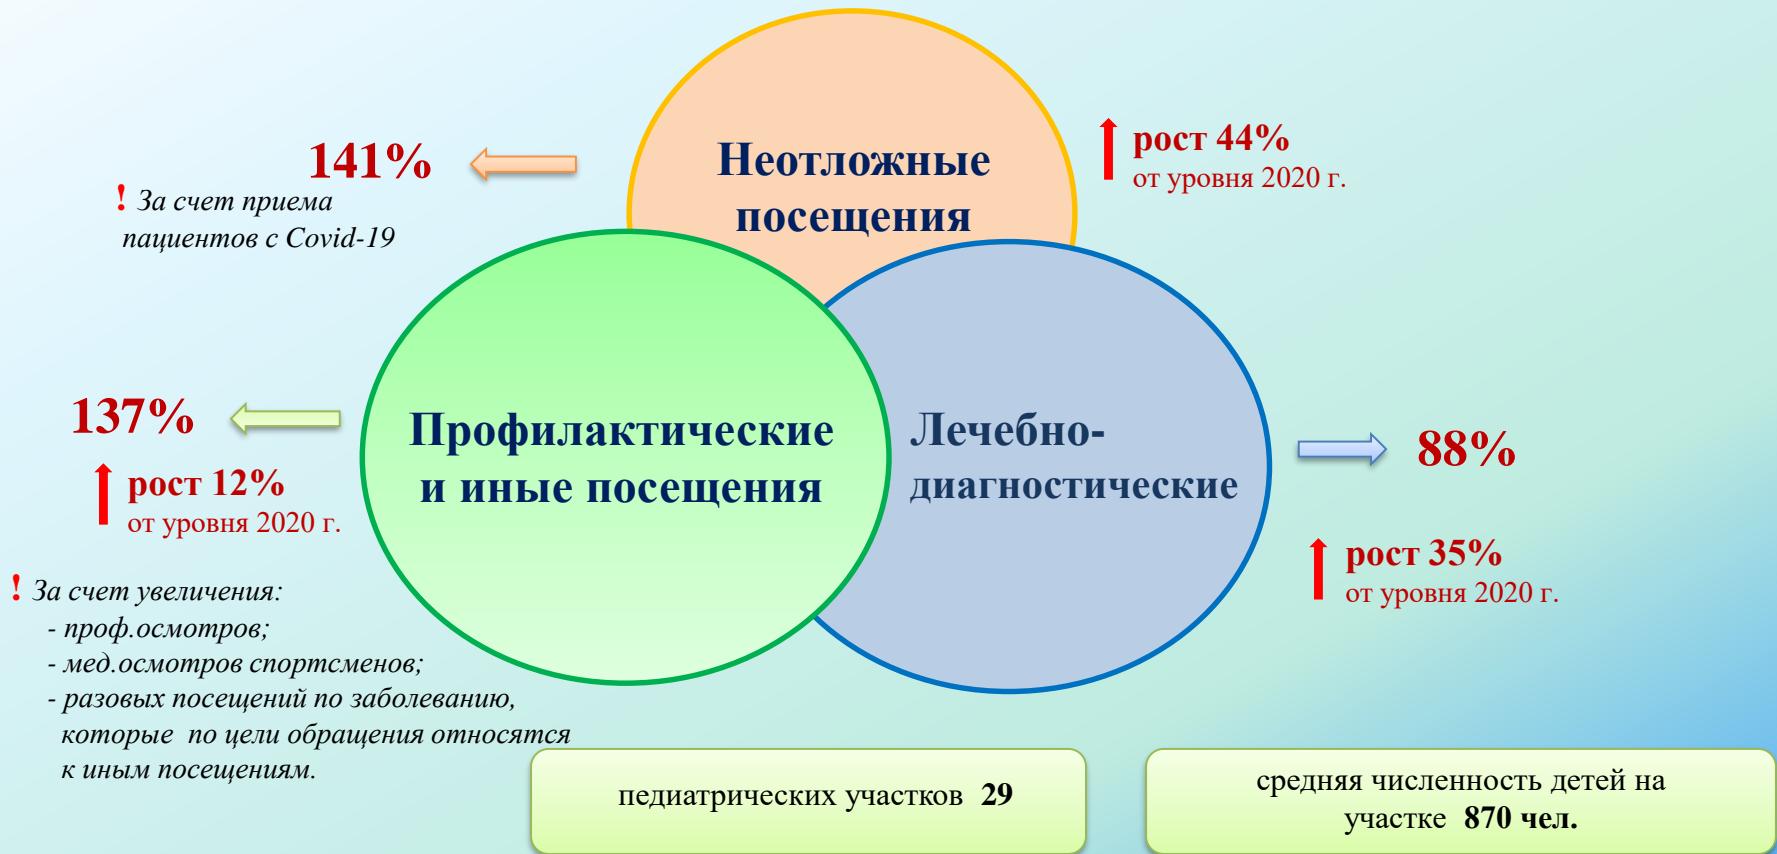 Неотложные
посещения
141%
! За счет приема
пациентов с Covid-19
рост 44%
от уровня 2020 г.
Профилактические
и иные посещения
137%
рост 12%
от уровня 2020 г.
! За счет увеличения:
- проф.осмотров;
- мед.осмотров спортсменов;
- разовых посещений по заболеванию,
которые по цели обращения относятся
к иным посещениям.
Лечебно-
диагностические
88%
рост 35%
от уровня 2020 г.
педиатрических участков 29
средняя численность детей на
участке 870 чел.